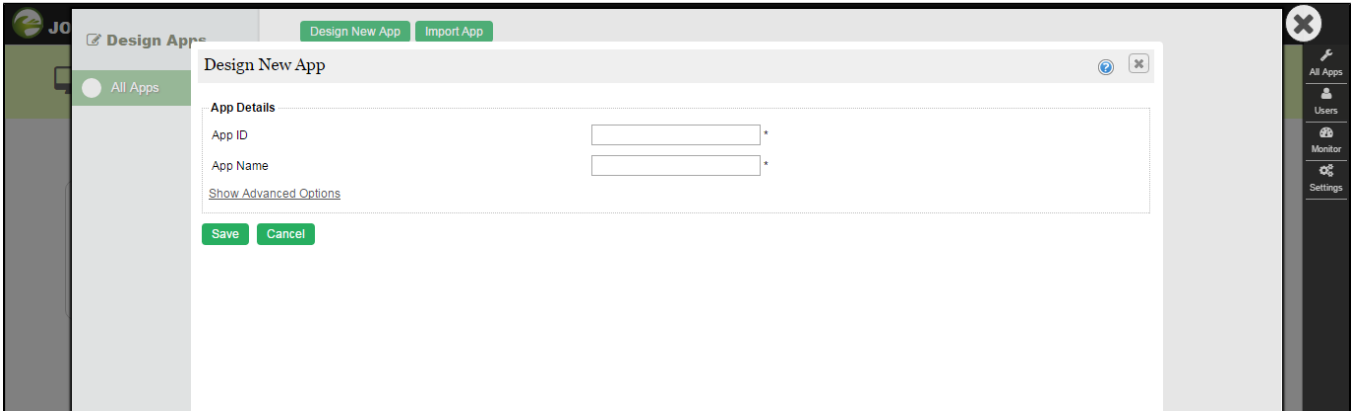 JO
Design Apps
Design New App
Import App
All Apps
Design New App
App Details
App ID
*
App Name
*
Show Advanced Options
Save
Cancel
All Apps
Users
Monitor
Settings